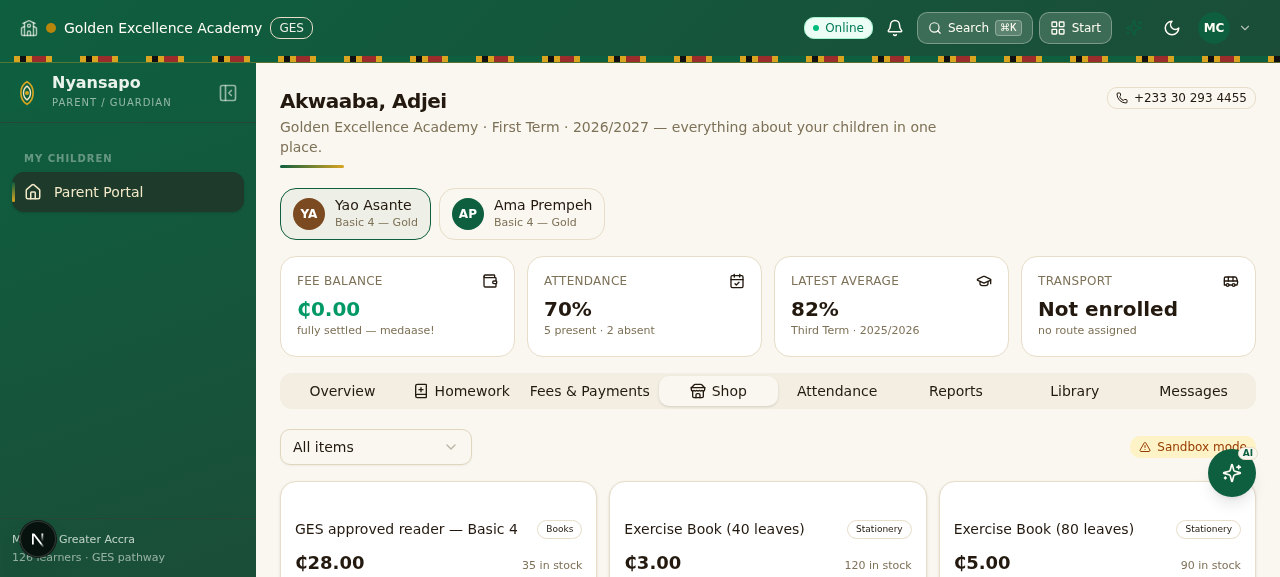 Golden Excellence Academy GES
Online Search ⌘K Start MC
Nyansapo
PARENT / GUARDIAN
MY CHILDREN
Parent Portal
Greater Accra
learners · GES pathway
N
Akwaaba, Adjei
+233 30 293 4455
Golden Excellence Academy · First Term · 2026/2027 — everything about your children in one
place.
YA Yao Asante
Basic 4 — Gold
AP Ama Prempeh
Basic 4 — Gold
FEE BALANCE
₵0.00
fully settled — medaase!
ATTENDANCE
70%
5 present · 2 absent
LATEST AVERAGE
82%
Third Term · 2025/2026
TRANSPORT
Not enrolled
no route assigned
Overview Homework Fees & Payments Shop Attendance Reports Library Messages
All items
Sandbox mode
AI
GES approved reader — Basic 4 Books
₵28.00 35 in stock
Exercise Book (40 leaves) Stationery
₵3.00 120 in stock
Exercise Book (80 leaves) Stationery
₵5.00 90 in stock